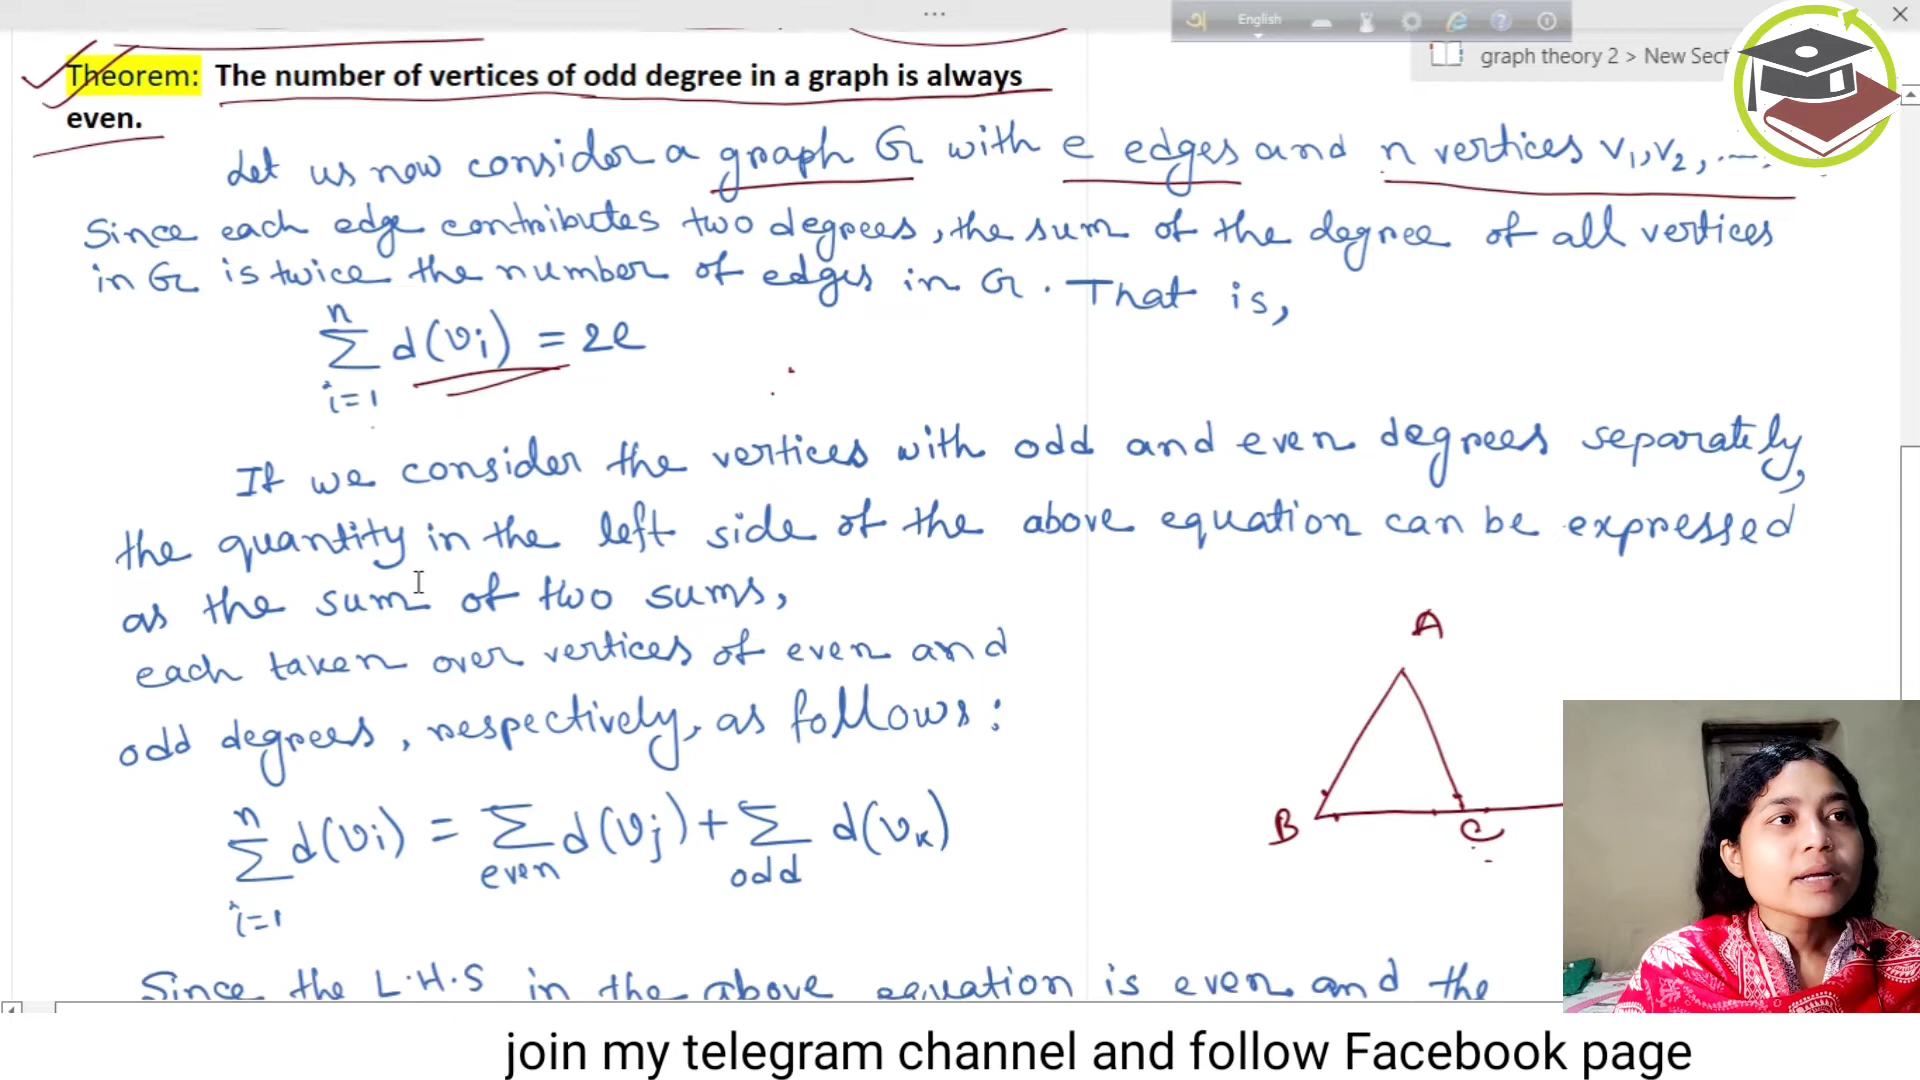 ...
English
graph theory 2 > New Sect
Theorem: The number of vertices of odd degree in a graph is always
even.
Let us now consider a graph G with e edges and n vertices v₁, v₂, ....
Since each edge contributes two degrees, the sum of the degree of all vertices
in G is twice the number of edges in G. That is,
n
∑ d(vi) = 2e
i=1
If we consider the vertices with odd and even degrees separately,
the quantity in the left side of the above equation can be expressed
as the sum of two sums,
each taken over vertices of even and
odd degrees, respectively, as follows:
n
∑ d(vi) = ∑ d(vj) + ∑ d(vk)
i=1 even odd
A
B
C
Since the L.H.S in the above equation is even and the
join my telegram channel and follow Facebook page